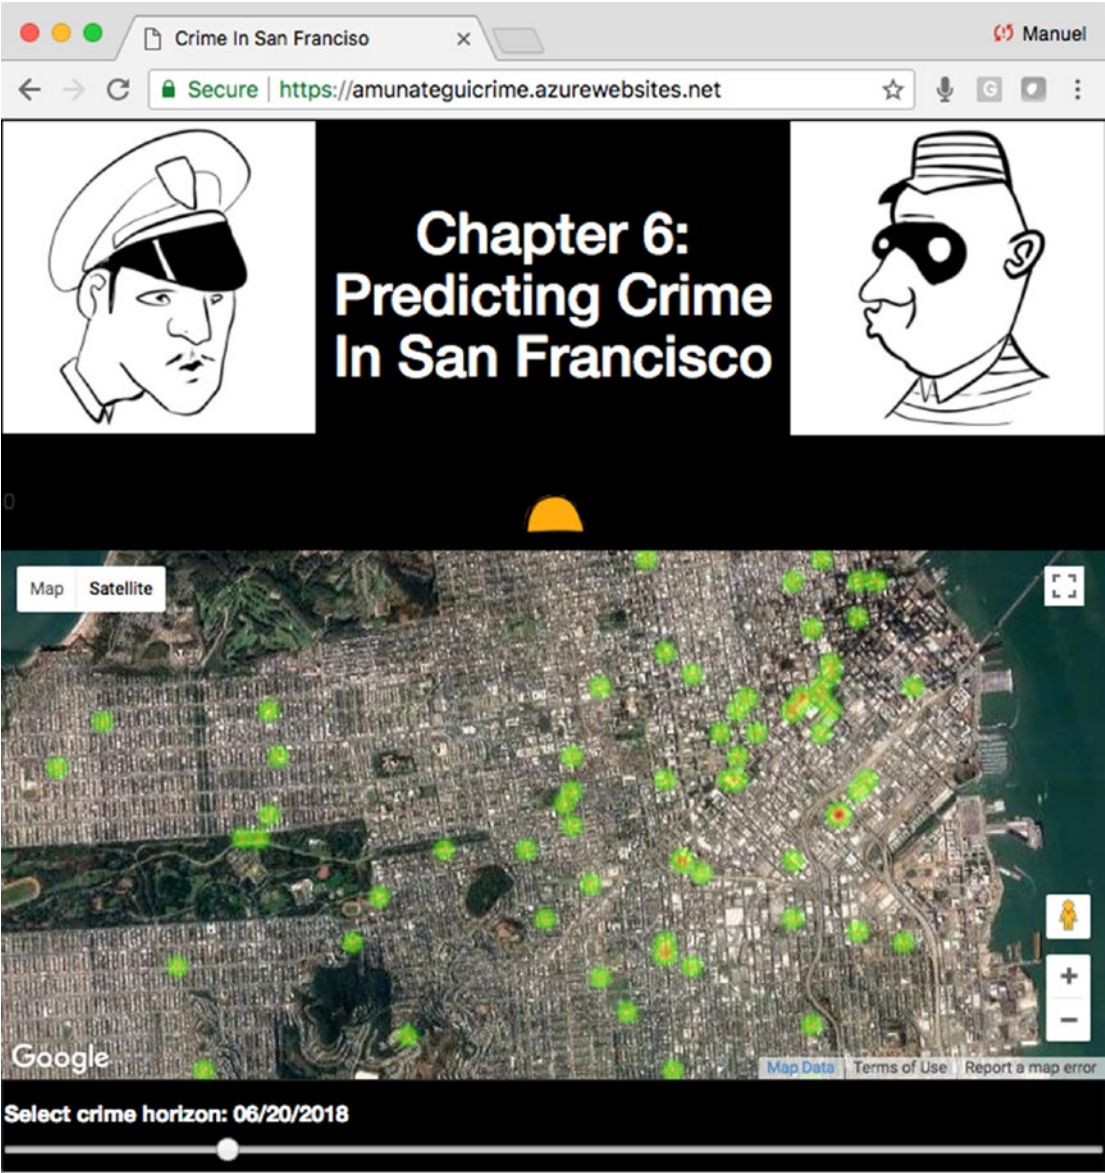 Crime In San Franciso
Manuel
Secure | https://amunateguicrime.azurewebsites.net
G
Chapter 6:
Predicting Crime
In San Francisco
0
Map Satellite
Google
Map Data Terms of Use Report a map error
Select crime horizon: 06/20/2018